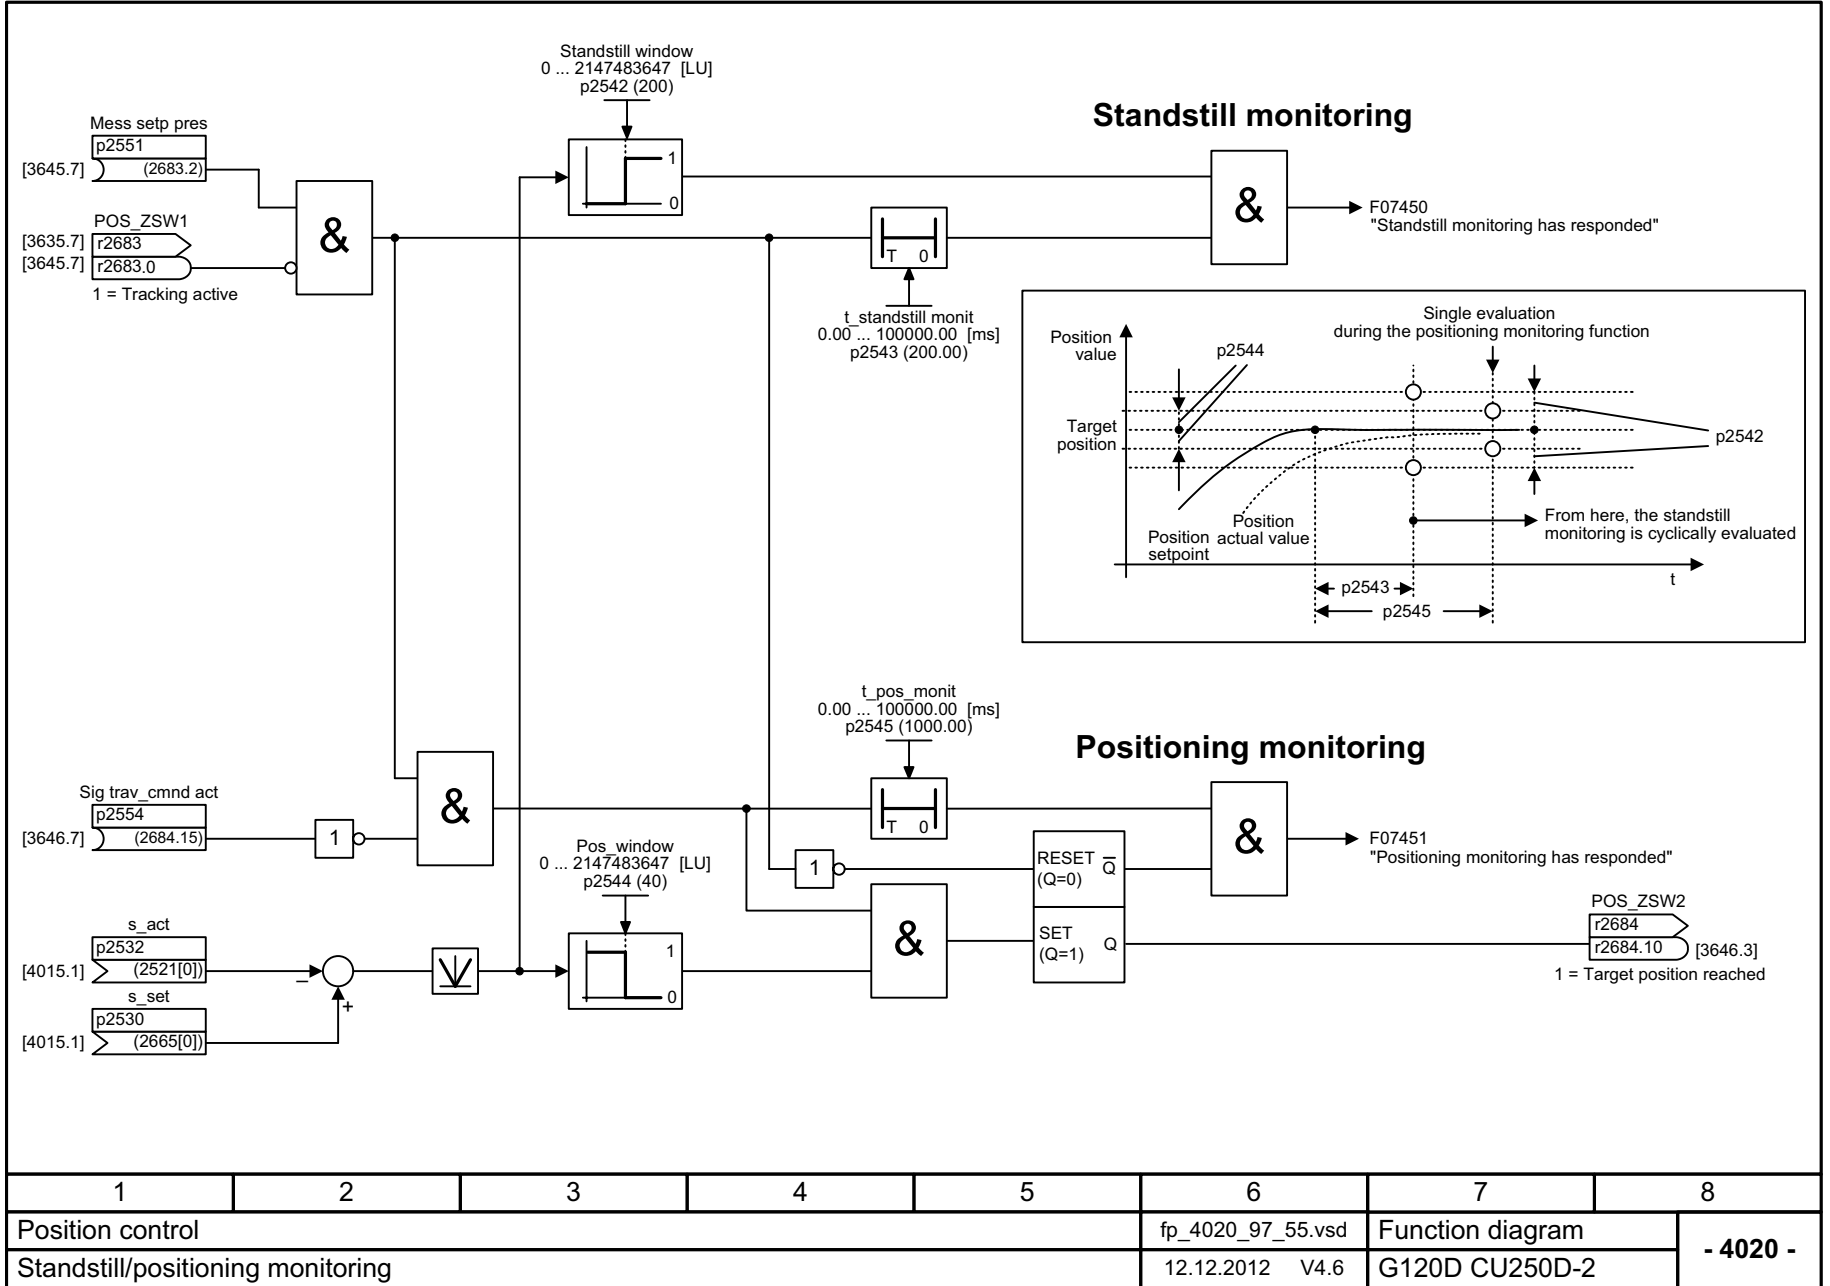 Standstill window
0 ... 2147483647 [LU]
p2542 (200)
Standstill monitoring
Mess setp pres
p2551
[3645.7]
(2683.2)
1
0
&
&
POS_ZSW1
[3635.7]
r2683
[3645.7]
r2683.0
1 = Tracking active
T 0
F07450
"Standstill monitoring has responded"
t_standstill monit
0.00 ... 100000.00 [ms]
p2543 (200.00)
Single evaluation
during the positioning monitoring function
Position
value
p2544
Target
position
p2542
Position
setpoint
Position
actual value
From here, the standstill
monitoring is cyclically evaluated
t
p2543
p2545
t_pos_monit
0.00 ... 100000.00 [ms]
p2545 (1000.00)
Positioning monitoring
Sig trav_cmnd act
p2554
[3646.7]
(2684.15)
1
&
T 0
&
F07451
"Positioning monitoring has responded"
Pos_window
0 ... 2147483647 [LU]
p2544 (40)
1
RESET
(Q=0)
Q̅
SET
(Q=1)
Q
&
POS_ZSW2
r2684
r2684.10
[3646.3]
1 = Target position reached
s_act
p2532
[4015.1]
(2521[0])
–
+
1
0
s_set
p2530
[4015.1]
(2665[0])
1 2 3 4 5 6 7 8
Position control
fp_4020_97_55.vsd
Function diagram
- 4020 -
Standstill/positioning monitoring
12.12.2012 V4.6
G120D CU250D-2